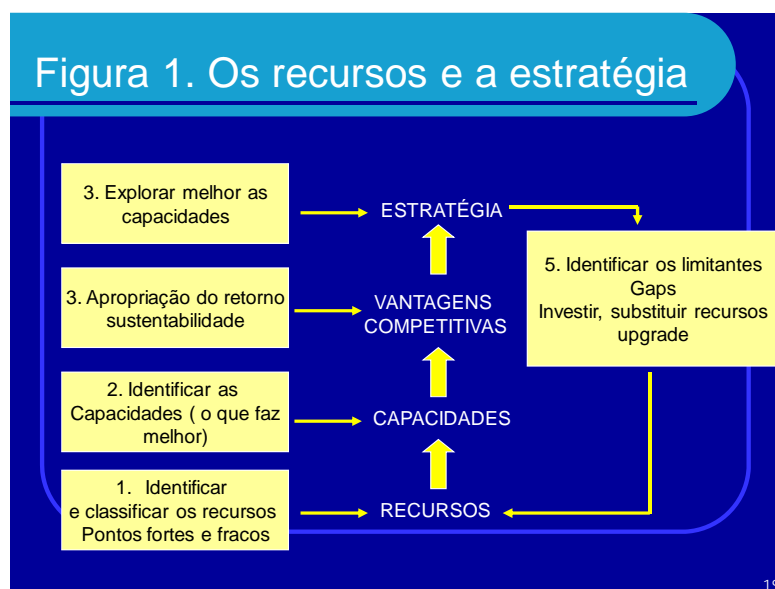 Figura 1. Os recursos e a estratégia
3. Explorar melhor as
capacidades
ESTRATÉGIA
5. Identificar os limitantes
Gaps
Investir, substituir recursos
upgrade
3. Apropriação do retorno
sustentabilidade
VANTAGENS
COMPETITIVAS
2. Identificar as
Capacidades ( o que faz
melhor)
CAPACIDADES
1. Identificar
e classificar os recursos
Pontos fortes e fracos
RECURSOS
19